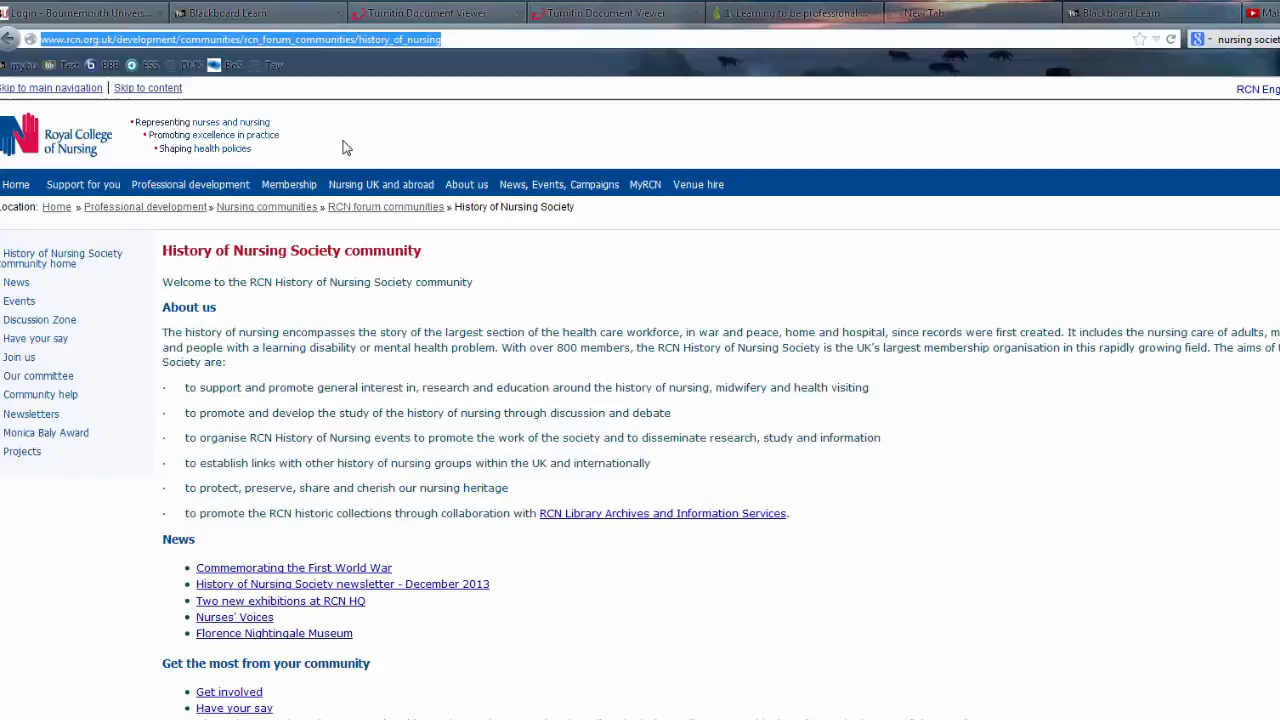 Login - Bournemouth Univers... Blackboard Learn Turnitin Document Viewer Turnitin Document Viewer 1. Learning to be professional... New Tab Blackboard Learn
www.rcn.org.uk/development/communities/rcn_forum_communities/history_of_nursing nursing societ
mybu Test BBB ESS DMS BoS Taw
kip to main navigation Skip to content
RCN Eng
Royal College of Nursing
• Representing nurses and nursing
• Promoting excellence in practice
• Shaping health policies
Home Support for you Professional development Membership Nursing UK and abroad About us News, Events, Campaigns MyRCN Venue hire
ocation: Home » Professional development » Nursing communities » RCN forum communities » History of Nursing Society
History of Nursing Society
ommunity home
News
Events
Discussion Zone
Have your say
Join us
Our committee
Community help
Newsletters
Monica Baly Award
Projects
History of Nursing Society community
Welcome to the RCN History of Nursing Society community
About us
The history of nursing encompasses the story of the largest section of the health care workforce, in war and peace, home and hospital, since records were first created. It includes the nursing care of adults, m
and people with a learning disability or mental health problem. With over 800 members, the RCN History of Nursing Society is the UK's largest membership organisation in this rapidly growing field. The aims of t
Society are:
· to support and promote general interest in, research and education around the history of nursing, midwifery and health visiting
· to promote and develop the study of the history of nursing through discussion and debate
· to organise RCN History of Nursing events to promote the work of the society and to disseminate research, study and information
· to establish links with other history of nursing groups within the UK and internationally
· to protect, preserve, share and cherish our nursing heritage
· to promote the RCN historic collections through collaboration with RCN Library Archives and Information Services.
News
• Commemorating the First World War
• History of Nursing Society newsletter - December 2013
• Two new exhibitions at RCN HQ
• Nurses' Voices
• Florence Nightingale Museum
Get the most from your community
• Get involved
• Have your say